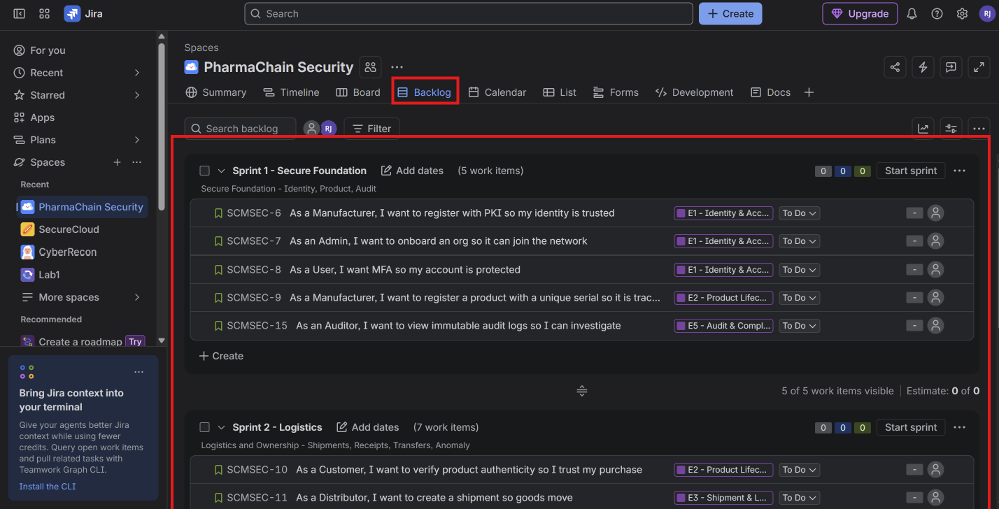 Jira
Search
+ Create
Upgrade
RJ
For you
Recent
Starred
Apps
Plans
Spaces
Recent
PharmaChain Security
SecureCloud
CyberRecon
Lab1
More spaces
Recommended
Create a roadmap Try
Bring Jira context into
your terminal
Give your agents better Jira
context while using fewer
credits. Query open work items
and pull related tasks with
Teamwork Graph CLI.
Install the CLI
Spaces
PharmaChain Security
Summary Timeline Board Backlog Calendar List Forms Development Docs
Search backlog RJ Filter
Sprint 1 - Secure Foundation Add dates (5 work items) 0 0 0 Start sprint
Secure Foundation - Identity, Product, Audit
SCMSEC-6 As a Manufacturer, I want to register with PKI so my identity is trusted E1 - Identity & Acc... To Do -
SCMSEC-7 As an Admin, I want to onboard an org so it can join the network E1 - Identity & Acc... To Do -
SCMSEC-8 As a User, I want MFA so my account is protected E1 - Identity & Acc... To Do -
SCMSEC-9 As a Manufacturer, I want to register a product with a unique serial so it is trac... E2 - Product Lifec... To Do -
SCMSEC-15 As an Auditor, I want to view immutable audit logs so I can investigate E5 - Audit & Compl... To Do -
+ Create
5 of 5 work items visible Estimate: 0 of 0
Sprint 2 - Logistics Add dates (7 work items) 0 0 0 Start sprint
Logistics and Ownership - Shipments, Receipts, Transfers, Anomaly
SCMSEC-10 As a Customer, I want to verify product authenticity so I trust my purchase E2 - Product Lifec... To Do -
SCMSEC-11 As a Distributor, I want to create a shipment so goods move E3 - Shipment & L... To Do -